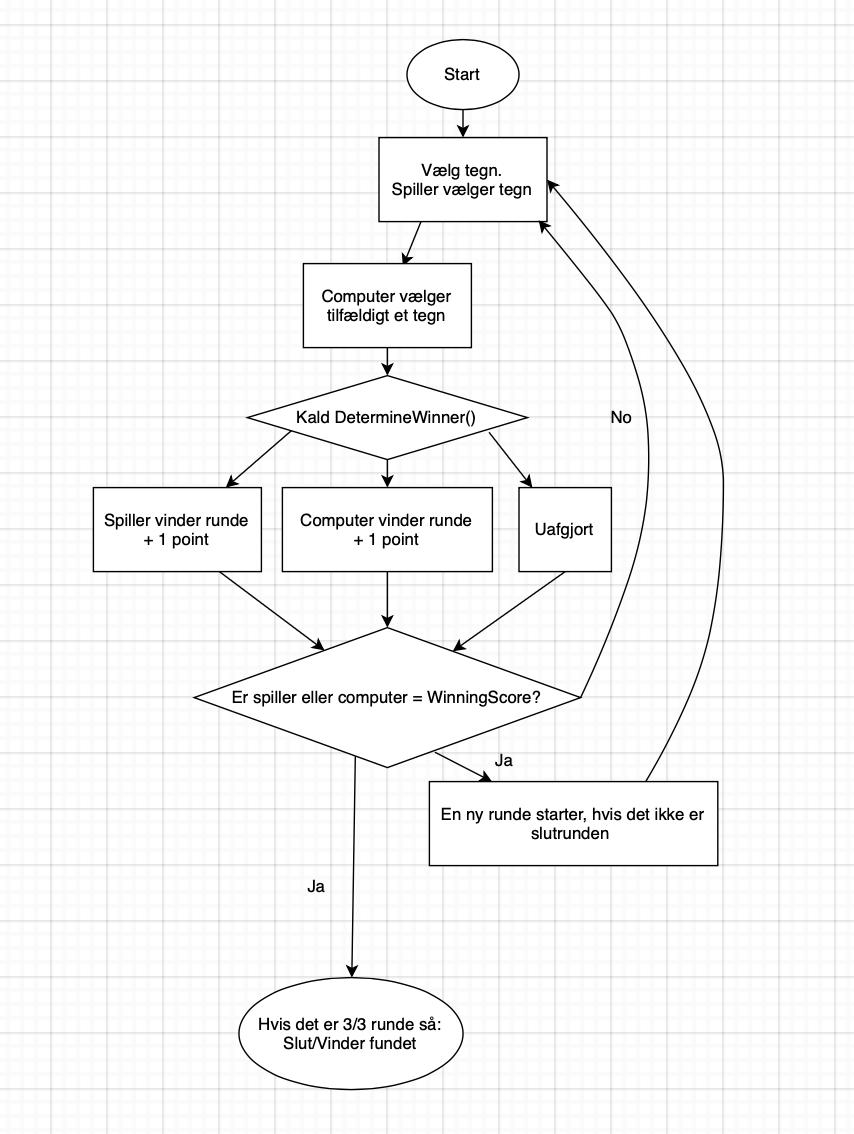 Start
Vælg tegn.
Spiller vælger tegn
Computer vælger
tilfældigt et tegn
Kald DetermineWinner()
No
Spiller vinder runde
+ 1 point
Computer vinder runde
+ 1 point
Uafgjort
Er spiller eller computer = WinningScore?
Ja
En ny runde starter, hvis det ikke er
slutrunden
Ja
Hvis det er 3/3 runde så:
Slut/Vinder fundet